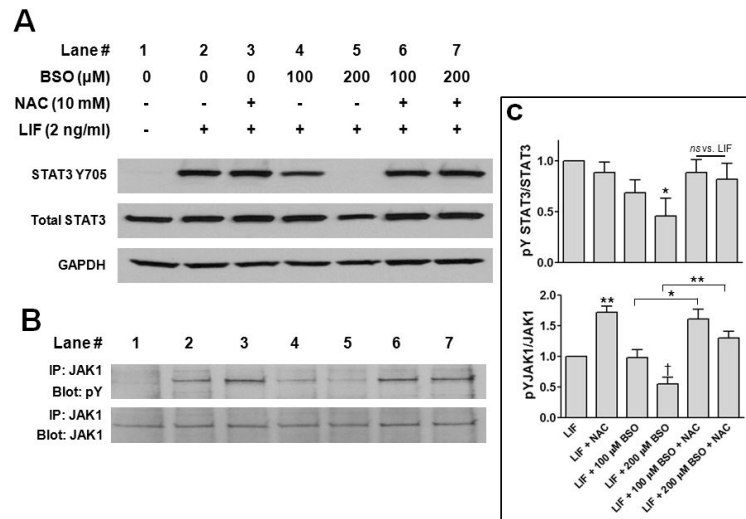 A
Lane # 1 2 3 4 5 6 7
BSO (µM) 0 0 0 100 200 100 200
NAC (10 mM) - - + - - + +
LIF (2 ng/ml) - + + + + + +
STAT3 Y705
Total STAT3
GAPDH
B
Lane # 1 2 3 4 5 6 7
IP: JAK1
Blot: pY
IP: JAK1
Blot: JAK1
C
pY STAT3/STAT3
1.0
0.5
0.0
*
ns vs. LIF
pYJAK1/JAK1
2.0
1.5
1.0
0.5
0.0
**
†
*
**
LIF
LIF + NAC
LIF + 100 µM BSO
LIF + 200 µM BSO
LIF + 100 µM BSO + NAC
LIF + 200 µM BSO + NAC